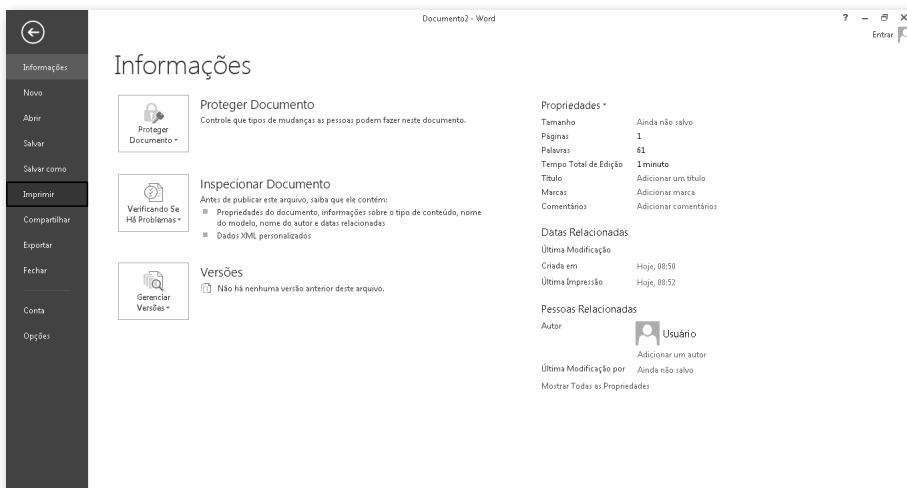 Documento2 - Word
?
Entrar
Informações
Novo
Abrir
Salvar
Salvar como
Imprimir
Compartilhar
Exportar
Fechar
Conta
Opções
Informações
Proteger
Documento
Proteger Documento
Controle que tipos de mudanças as pessoas podem fazer neste documento.
Verificando Se
Há Problemas
Inspecionar Documento
Antes de publicar este arquivo, saiba que ele contém:
Propriedades do documento, informações sobre o tipo de conteúdo, nome
do modelo, nome do autor e datas relacionadas
Dados XML personalizados
Gerenciar
Versões
Versões
Não há nenhuma versão anterior deste arquivo.
Propriedades
Tamanho Ainda não salvo
Páginas 1
Palavras 61
Tempo Total de Edição 1 minuto
Título Adicionar um título
Marcas Adicionar marca
Comentários Adicionar comentários
Datas Relacionadas
Última Modificação
Criada em Hoje, 08:50
Última Impressão Hoje, 08:52
Pessoas Relacionadas
Autor Usuário
Adicionar um autor
Última Modificação por Ainda não salvo
Mostrar Todas as Propriedades